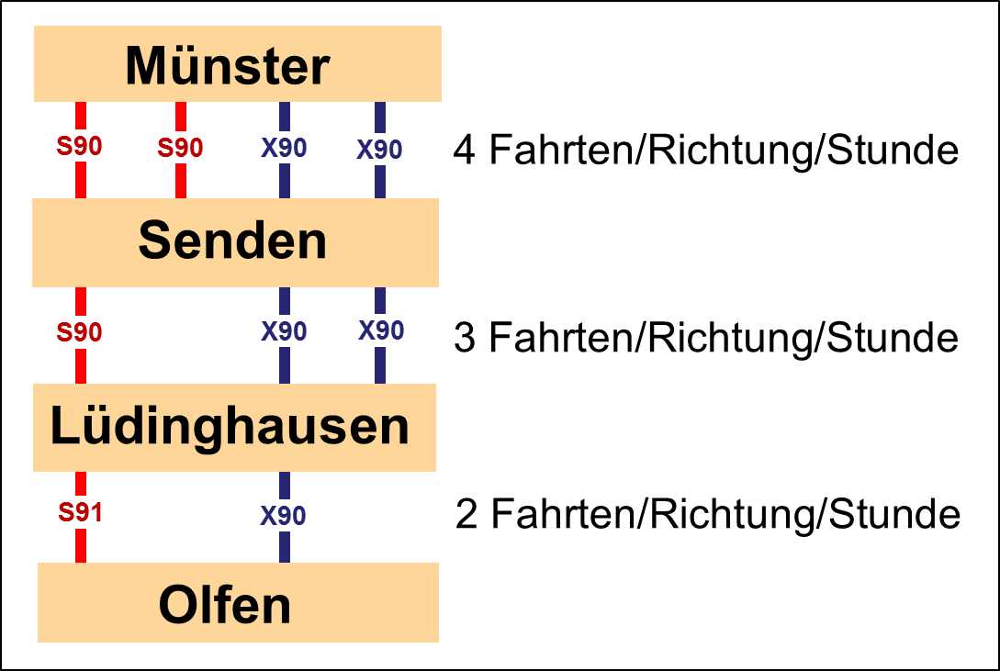 Münster
S90 S90 X90 X90 4 Fahrten/Richtung/Stunde
Senden
S90 X90 X90 3 Fahrten/Richtung/Stunde
Lüdinghausen
S91 X90 2 Fahrten/Richtung/Stunde
Olfen